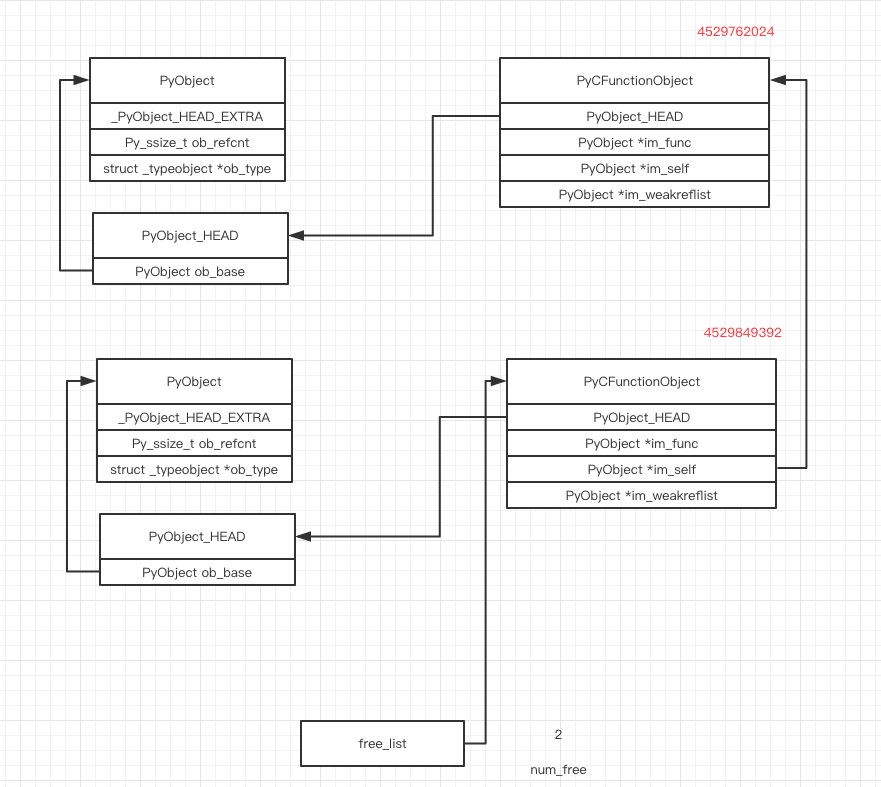 4529762024
PyObject
_PyObject_HEAD_EXTRA
Py_ssize_t ob_refcnt
struct _typeobject *ob_type
PyCFunctionObject
PyObject_HEAD
PyObject *im_func
PyObject *im_self
PyObject *im_weakreflist
PyObject_HEAD
PyObject ob_base
4529849392
PyObject
_PyObject_HEAD_EXTRA
Py_ssize_t ob_refcnt
struct _typeobject *ob_type
PyCFunctionObject
PyObject_HEAD
PyObject *im_func
PyObject *im_self
PyObject *im_weakreflist
PyObject_HEAD
PyObject ob_base
free_list
2
num_free